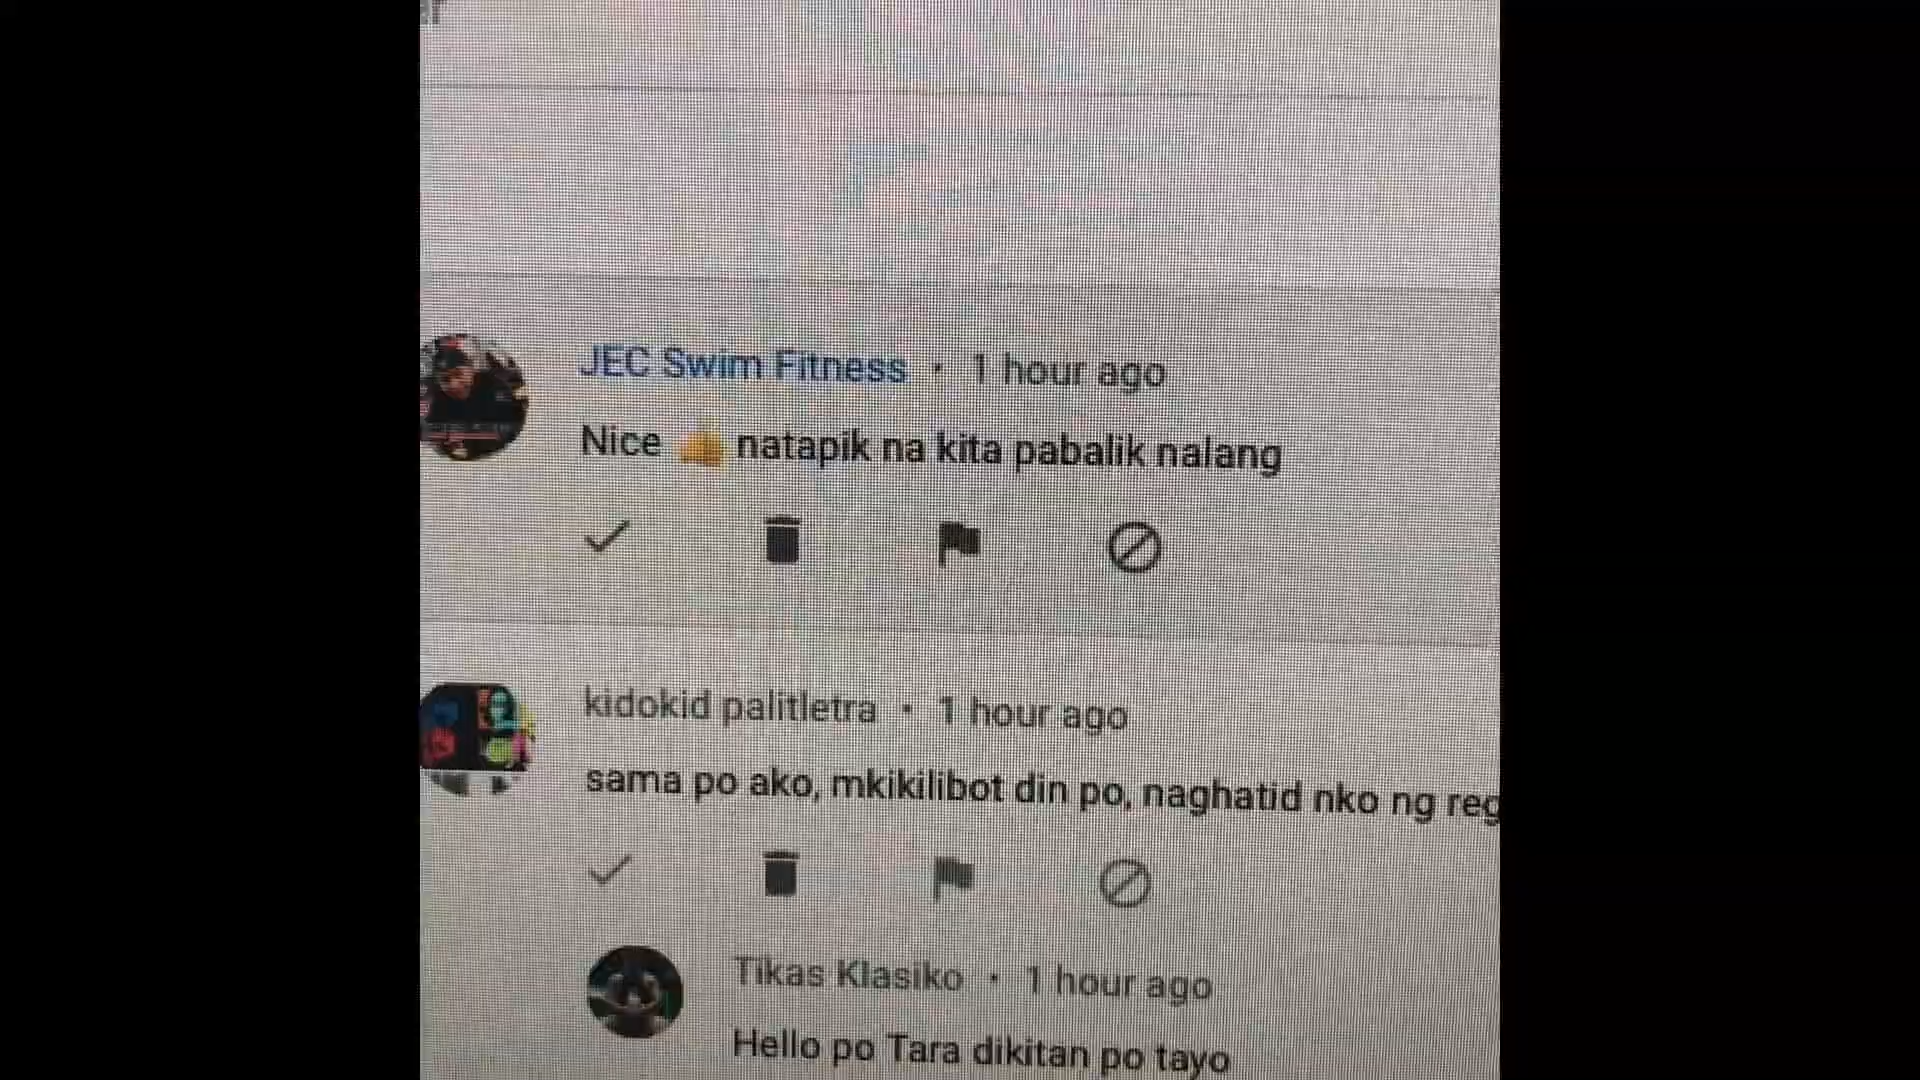 JEC Swim Fitness · 1 hour ago
Nice 👍 natapik na kita pabalik nalang
kidokid palitletra · 1 hour ago
sama po ako, mkikilibot din po, naghatid nko ng reg
Tikas Klasiko · 1 hour ago
Hello po Tara dikitan po tayo